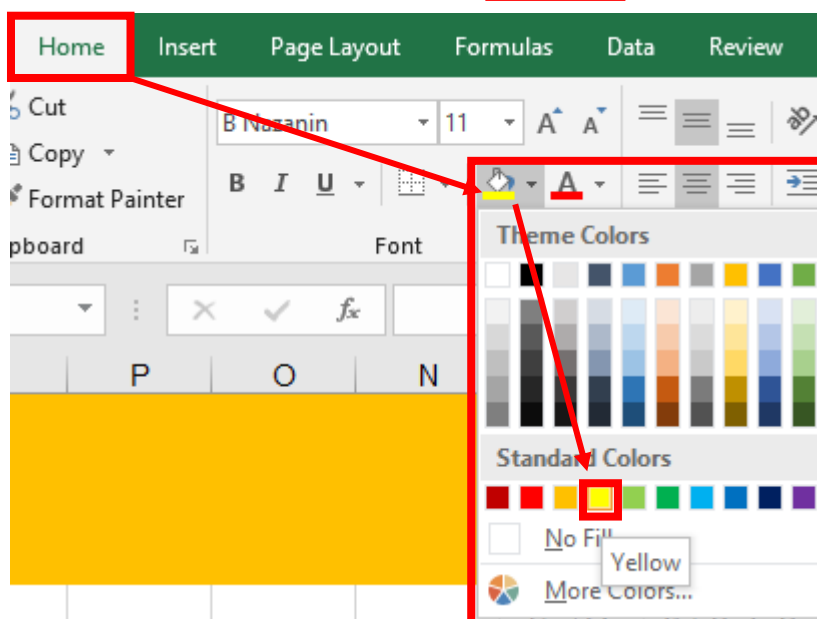 Home Insert Page Layout Formulas Data Review
Cut
B Nazanin 11 A A
Copy
B I U A
Format Painter
pboard Font
Theme Colors
fx
P O N
Standard Colors
No Fill
Yellow
More Colors...